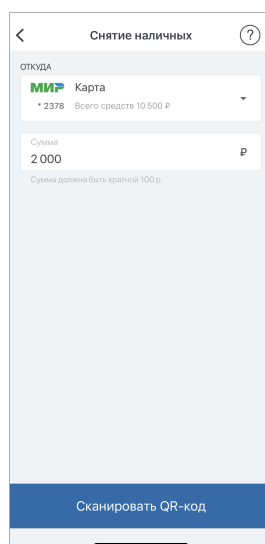 Снятие наличных
?
ОТКУДА
МИР Карта
* 2378 Всего средств 10 500 ₽
Сумма
2 000 ₽
Сумма должна быть кратной 100 р.
Сканировать QR-код